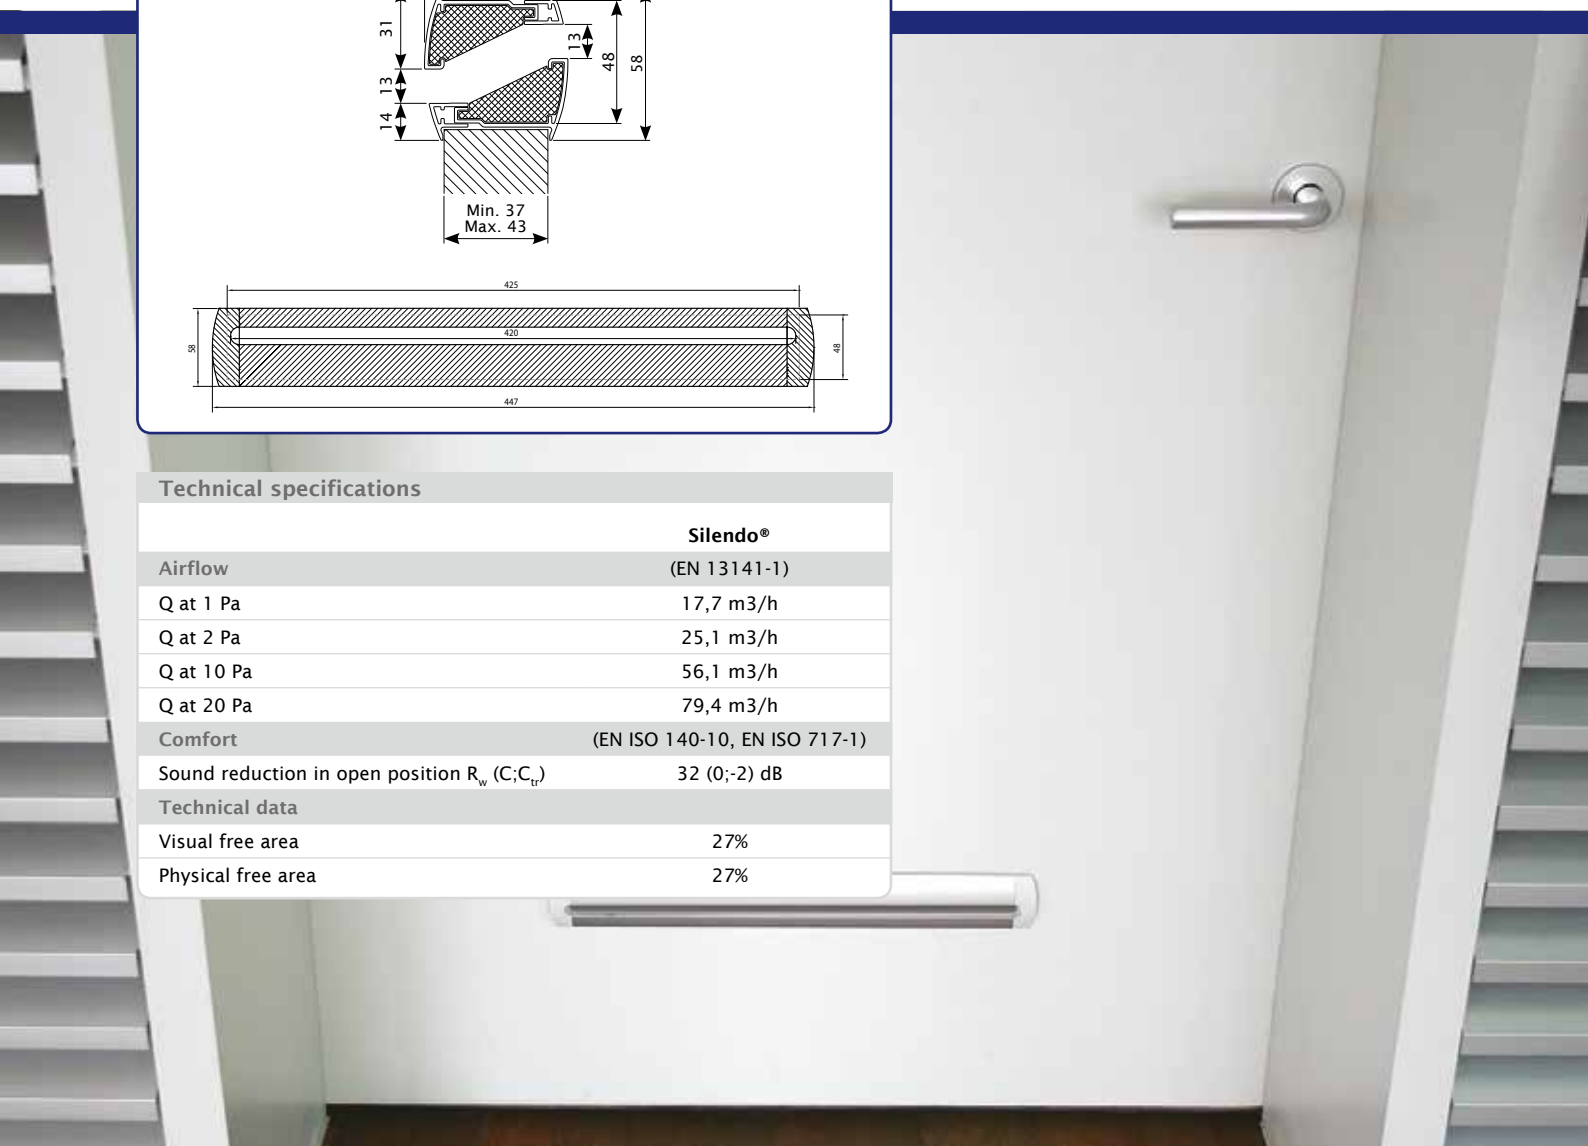 31
13
14
13
48
58
Min. 37
Max. 43
425
420
58
48
447
Technical specifications
Silendo®
Airflow (EN 13141-1)
Q at 1 Pa 17,7 m3/h
Q at 2 Pa 25,1 m3/h
Q at 10 Pa 56,1 m3/h
Q at 20 Pa 79,4 m3/h
Comfort (EN ISO 140-10, EN ISO 717-1)
Sound reduction in open position Rw (C;Ctr) 32 (0;-2) dB
Technical data
Visual free area 27%
Physical free area 27%